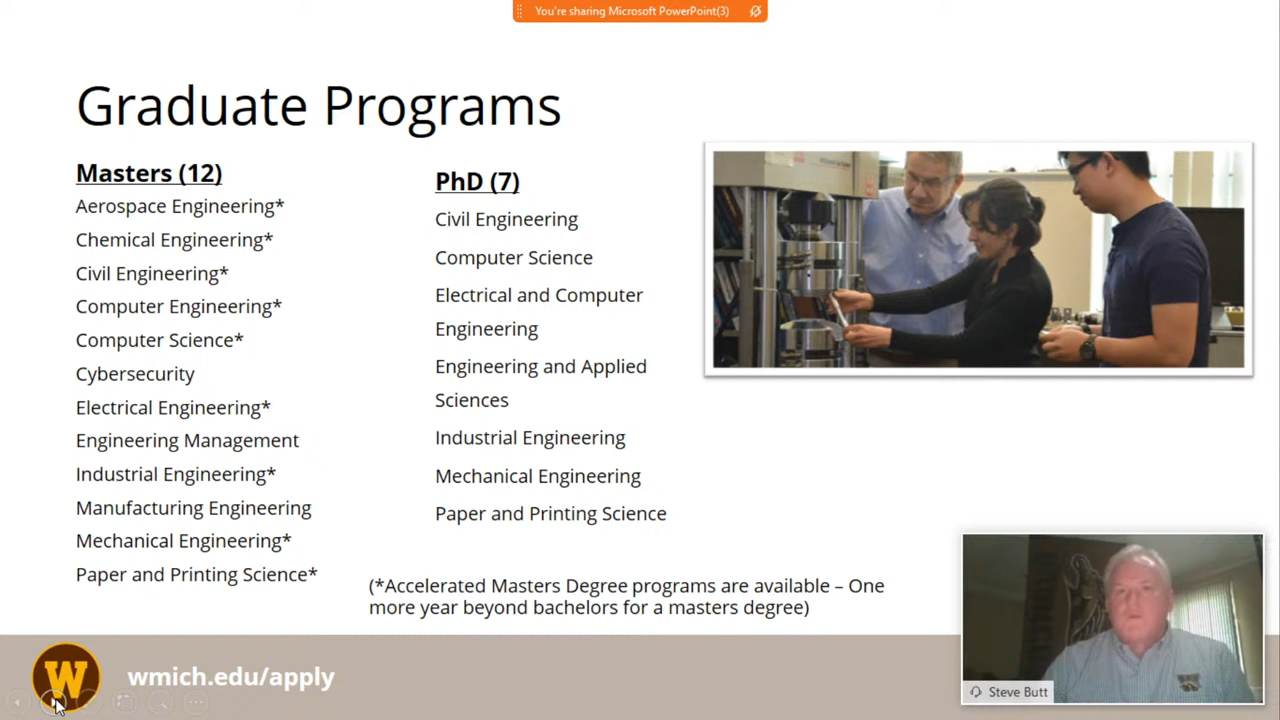 You're sharing Microsoft PowerPoint(3)
Graduate Programs
Masters (12)
Aerospace Engineering*
Chemical Engineering*
Civil Engineering*
Computer Engineering*
Computer Science*
Cybersecurity
Electrical Engineering*
Engineering Management
Industrial Engineering*
Manufacturing Engineering
Mechanical Engineering*
Paper and Printing Science*
PhD (7)
Civil Engineering
Computer Science
Electrical and Computer
Engineering
Engineering and Applied
Sciences
Industrial Engineering
Mechanical Engineering
Paper and Printing Science
(*Accelerated Masters Degree programs are available – One
more year beyond bachelors for a masters degree)
W
wmich.edu/apply
Steve Butt